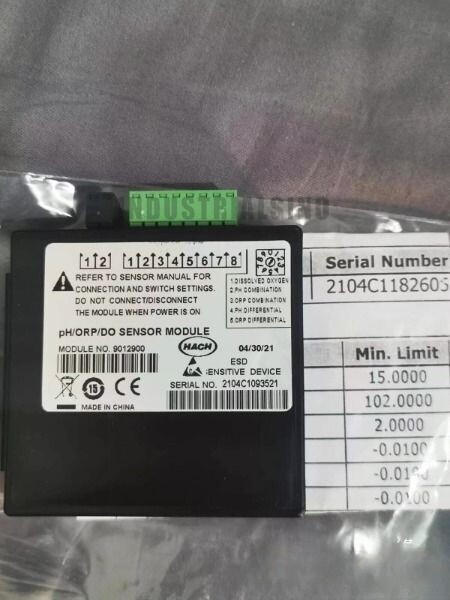 INDUSTRIALSINO
1 2
1 2 3 4 5 6 7 8
REFER TO SENSOR MANUAL FOR
CONNECTION AND SWITCH SETTINGS.
DO NOT CONNECT/DISCONNECT
THE MODULE WHEN POWER IS ON
1.DISSOLVED OXYGEN
2.PH COMBINATION
3.ORP COMBINATION
4.PH DIFFERENTIAL
5.ORP DIFFERENTIAL
pH/ORP/DO SENSOR MODULE
MODULE NO. 9012900
HACH
04/30/21
ESD
SENSITIVE DEVICE
SERIAL NO. 2104C1093521
15
MADE IN CHINA
Serial Number
2104C1182605
Min. Limit
15.0000
102.0000
2.0000
-0.0100
-0.0100
-0.0100